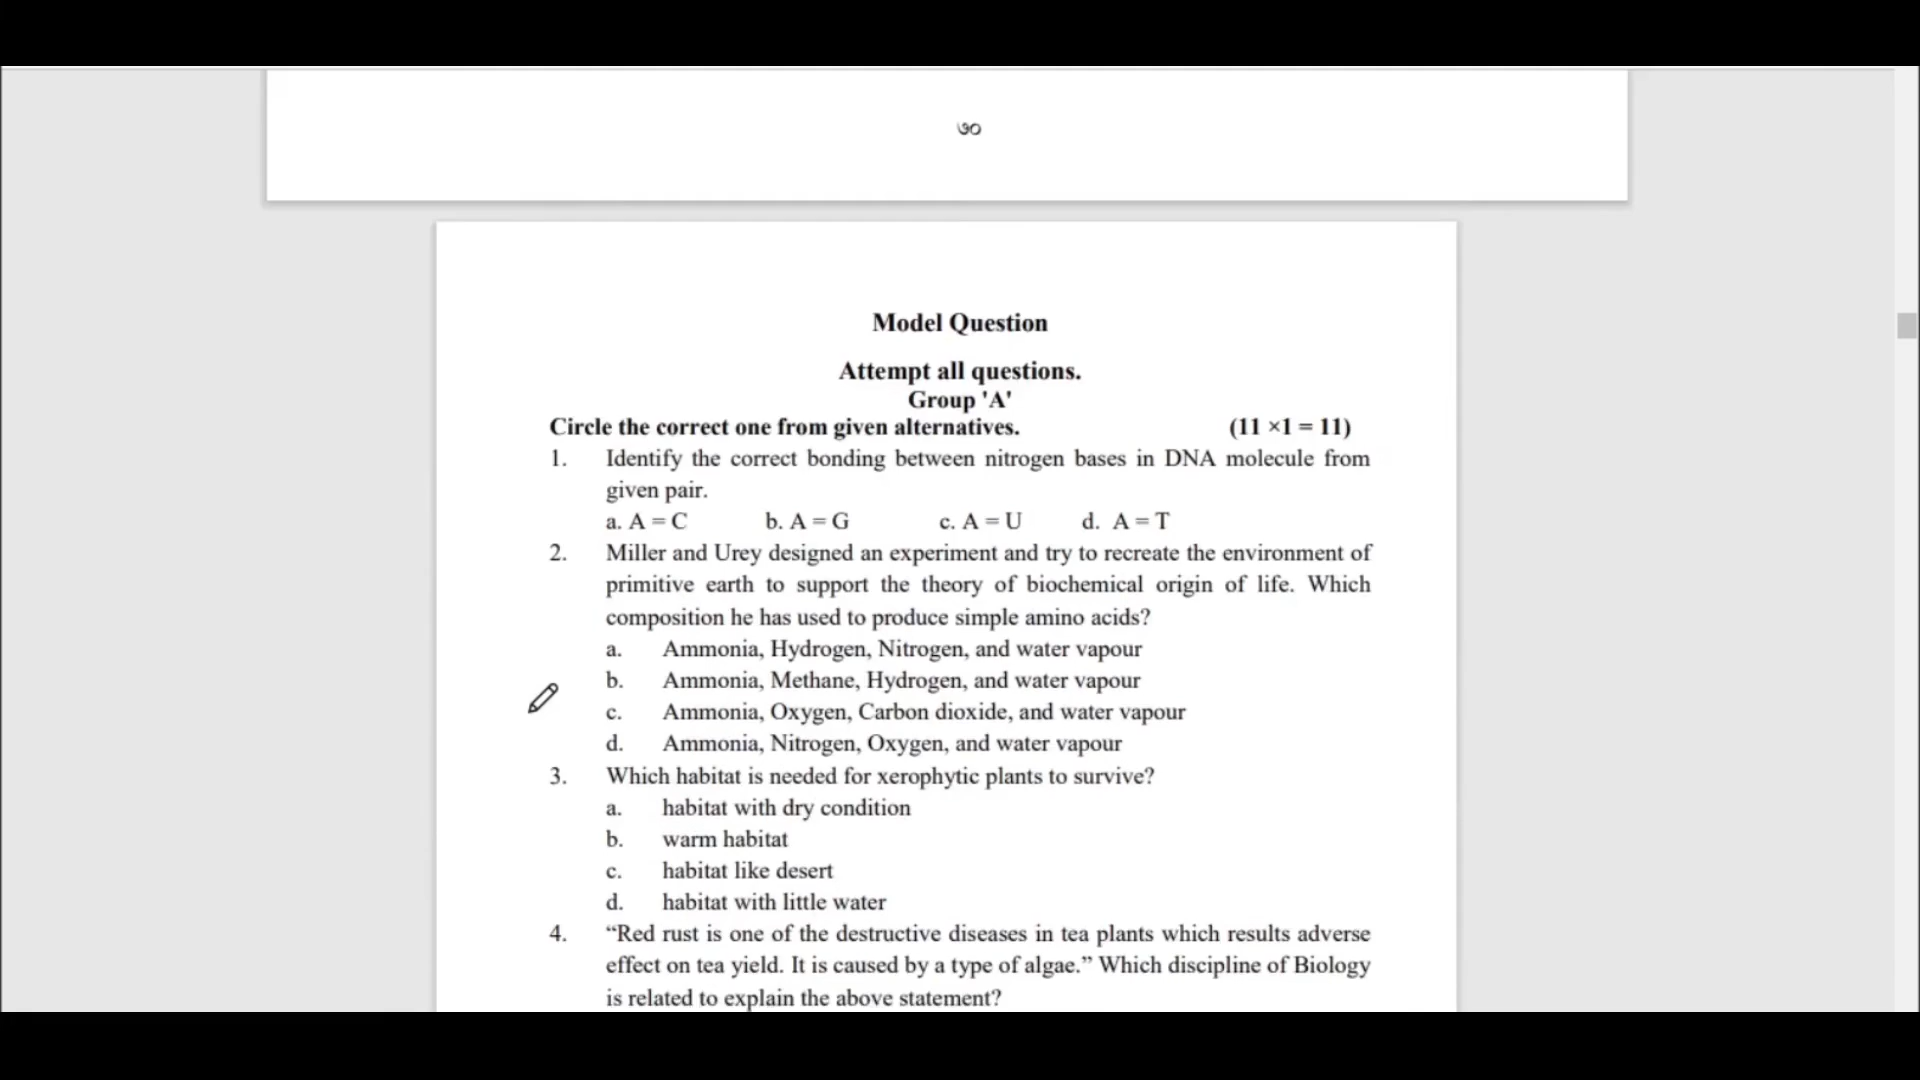 ७०
Model Question
Attempt all questions.
Group 'A'
Circle the correct one from given alternatives. (11 ×1 = 11)
1. Identify the correct bonding between nitrogen bases in DNA molecule from
given pair.
a. A = C b. A = G c. A = U d. A = T
2. Miller and Urey designed an experiment and try to recreate the environment of
primitive earth to support the theory of biochemical origin of life. Which
composition he has used to produce simple amino acids?
a. Ammonia, Hydrogen, Nitrogen, and water vapour
b. Ammonia, Methane, Hydrogen, and water vapour
c. Ammonia, Oxygen, Carbon dioxide, and water vapour
d. Ammonia, Nitrogen, Oxygen, and water vapour
3. Which habitat is needed for xerophytic plants to survive?
a. habitat with dry condition
b. warm habitat
c. habitat like desert
d. habitat with little water
4. “Red rust is one of the destructive diseases in tea plants which results adverse
effect on tea yield. It is caused by a type of algae.” Which discipline of Biology
is related to explain the above statement?